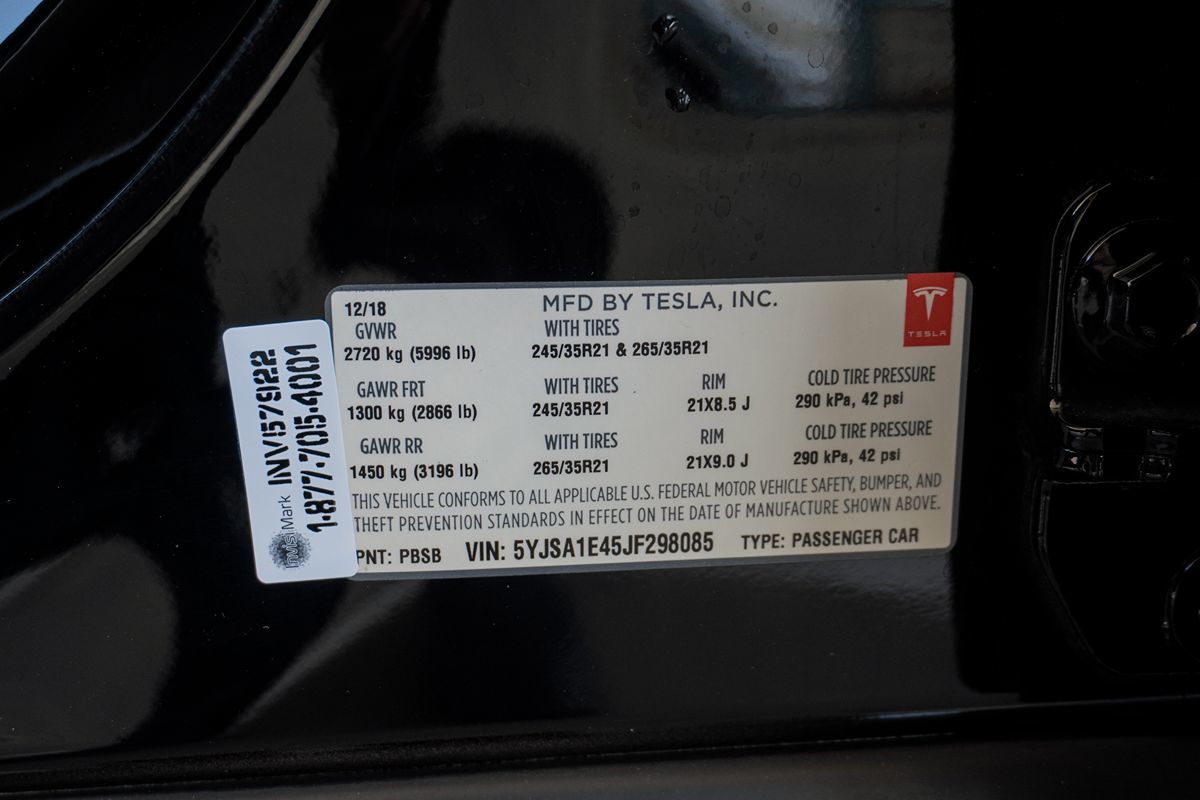 12/18 MFD BY TESLA, INC.
TESLA
GVWR WITH TIRES
2720 kg (5996 lb) 245/35R21 & 265/35R21
GAWR FRT WITH TIRES RIM COLD TIRE PRESSURE
1300 kg (2866 lb) 245/35R21 21X8.5 J 290 kPa, 42 psi
GAWR RR WITH TIRES RIM COLD TIRE PRESSURE
1450 kg (3196 lb) 265/35R21 21X9.0 J 290 kPa, 42 psi
THIS VEHICLE CONFORMS TO ALL APPLICABLE U.S. FEDERAL MOTOR VEHICLE SAFETY, BUMPER, AND
THEFT PREVENTION STANDARDS IN EFFECT ON THE DATE OF MANUFACTURE SHOWN ABOVE.
PNT: PBSB VIN: 5YJSA1E45JF298085 TYPE: PASSENGER CAR
Mark INV57922
1-877-705-4001